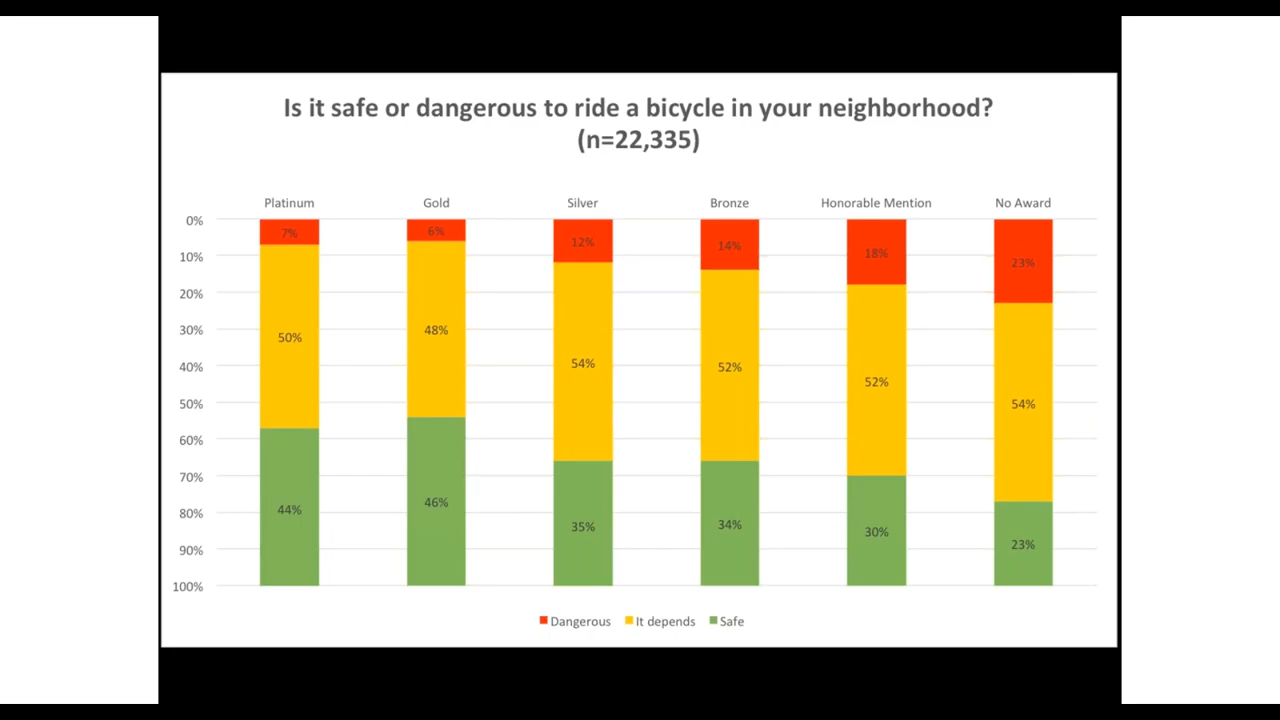 Is it safe or dangerous to ride a bicycle in your neighborhood?
(n=22,335)
Platinum Gold Silver Bronze Honorable Mention No Award
0%
10%
20%
30%
40%
50%
60%
70%
80%
90%
100%
7% 6% 12% 14% 18% 23%
50% 48% 54% 52% 52% 54%
44% 46% 35% 34% 30% 23%
Dangerous It depends Safe